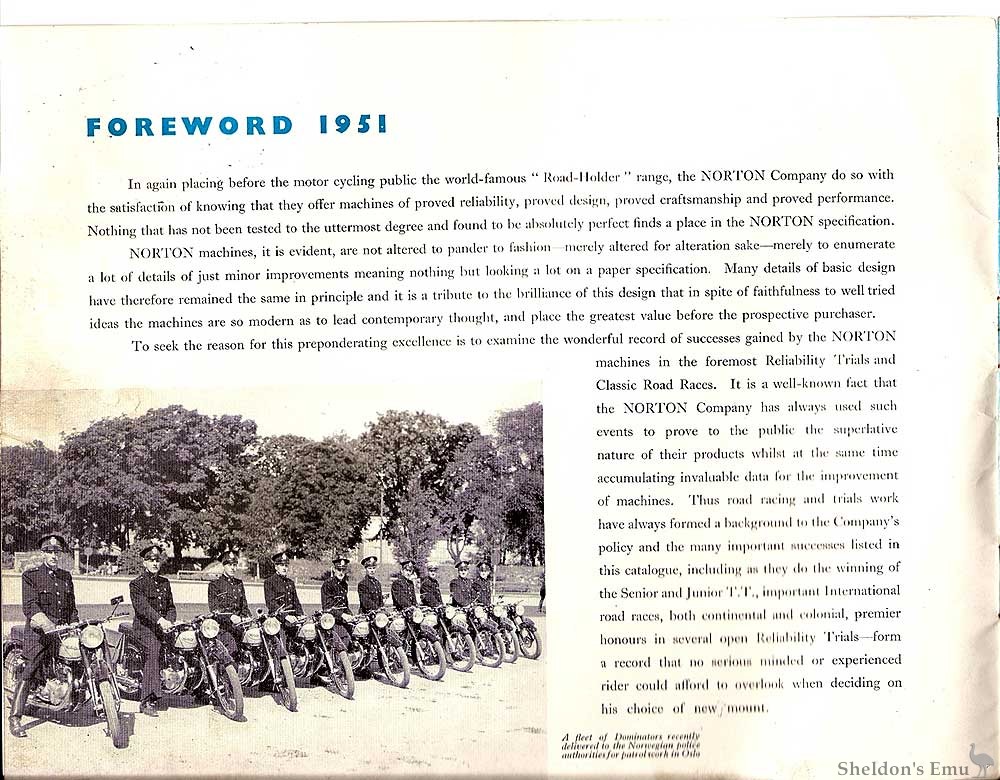 FOREWORD 1951
In again placing before the motor cycling public the world-famous “ Road-Holder ” range, the NORTON Company do so with
the satisfaction of knowing that they offer machines of proved reliability, proved design, proved craftsmanship and proved performance.
Nothing that has not been tested to the uttermost degree and found to be absolutely perfect finds a place in the NORTON specification.
NORTON machines, it is evident, are not altered to pander to fashion—merely altered for alteration sake—merely to enumerate
a lot of details of just minor improvements meaning nothing but looking a lot on a paper specification. Many details of basic design
have therefore remained the same in principle and it is a tribute to the brilliance of this design that in spite of faithfulness to well tried
ideas the machines are so modern as to lead contemporary thought, and place the greatest value before the prospective purchaser.
To seek the reason for this preponderating excellence is to examine the wonderful record of successes gained by the NORTON
machines in the foremost Reliability Trials and
Classic Road Races. It is a well-known fact that
the NORTON Company has always used such
events to prove to the public the superlative
nature of their products whilst at the same time
accumulating invaluable data for the improvement
of machines. Thus road racing and trials work
have always formed a background to the Company's
policy and the many important successes listed in
this catalogue, including as they do the winning of
the Senior and Junior T.T., important International
road races, both continental and colonial, premier
honours in several open Reliability Trials—form
a record that no serious minded or experienced
rider could afford to overlook when deciding on
his choice of new mount.
A fleet of Dominators recently
delivered to the Norwegian police
authorities for patrol work in Oslo
Sheldon's Emu